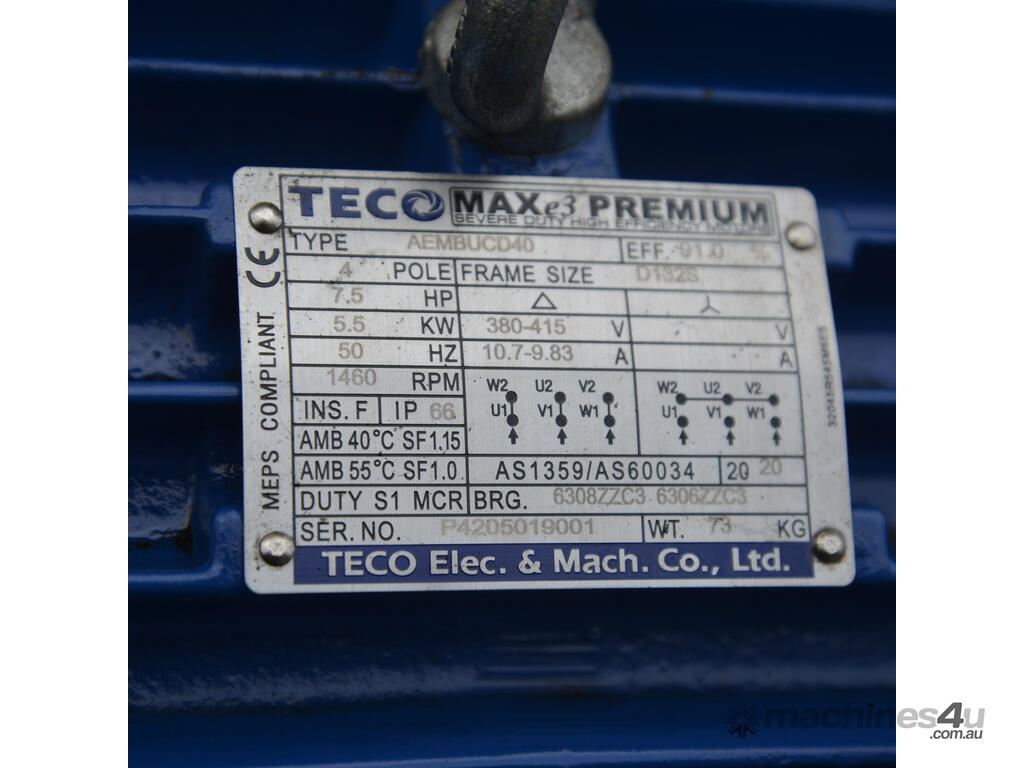 TECO MAXe3 PREMIUM
SEVERE DUTY HIGH EFFICIENCY MOTORS
TYPE AEMBUCD40 EFF. 91.0 %
4 POLE FRAME SIZE D132S
7.5 HP △ ⅄
5.5 KW 380-415 V V
50 HZ 10.7-9.83 A A
1460 RPM
W2 U2 V2 W2 U2 V2
U1 V1 W1 U1 V1 W1
INS. F IP 66
AMB 40°C SF1.15
AMB 55°C SF1.0 AS1359/AS60034 20 20
DUTY S1 MCR BRG. 6308ZZC3 6306ZZC3
SER. NO. P4205019001 WT. 73 KG
TECO Elec. & Mach. Co., Ltd.
MEPS COMPLIANT CE
machines4u
.com.au